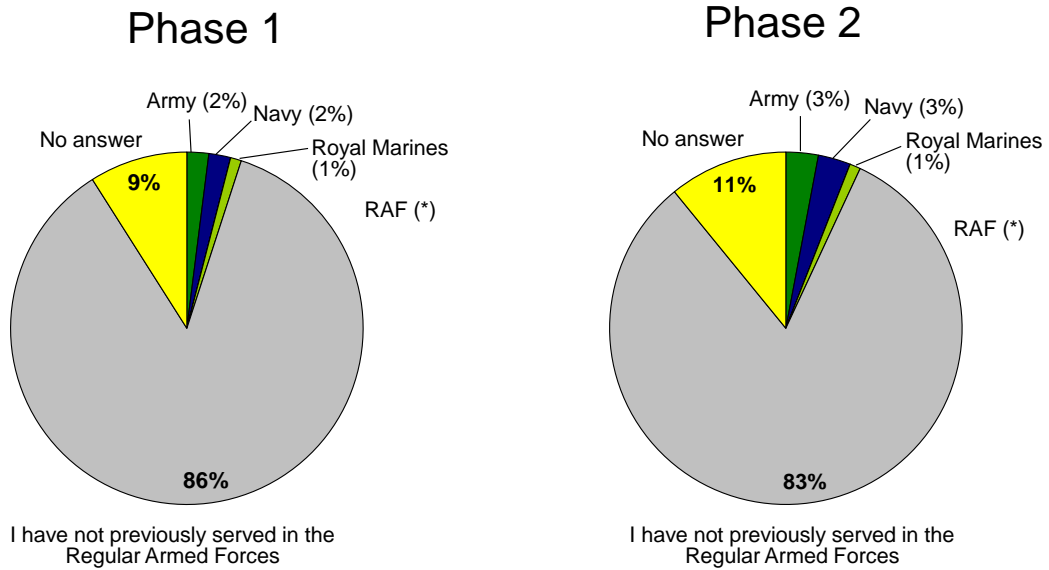 Phase 1
Army (2%)
Navy (2%)
No answer
Royal Marines
(1%)
9%
RAF (*)
86%
I have not previously served in the
Regular Armed Forces
Phase 2
Army (3%)
Navy (3%)
No answer
Royal Marines
(1%)
11%
RAF (*)
83%
I have not previously served in the
Regular Armed Forces